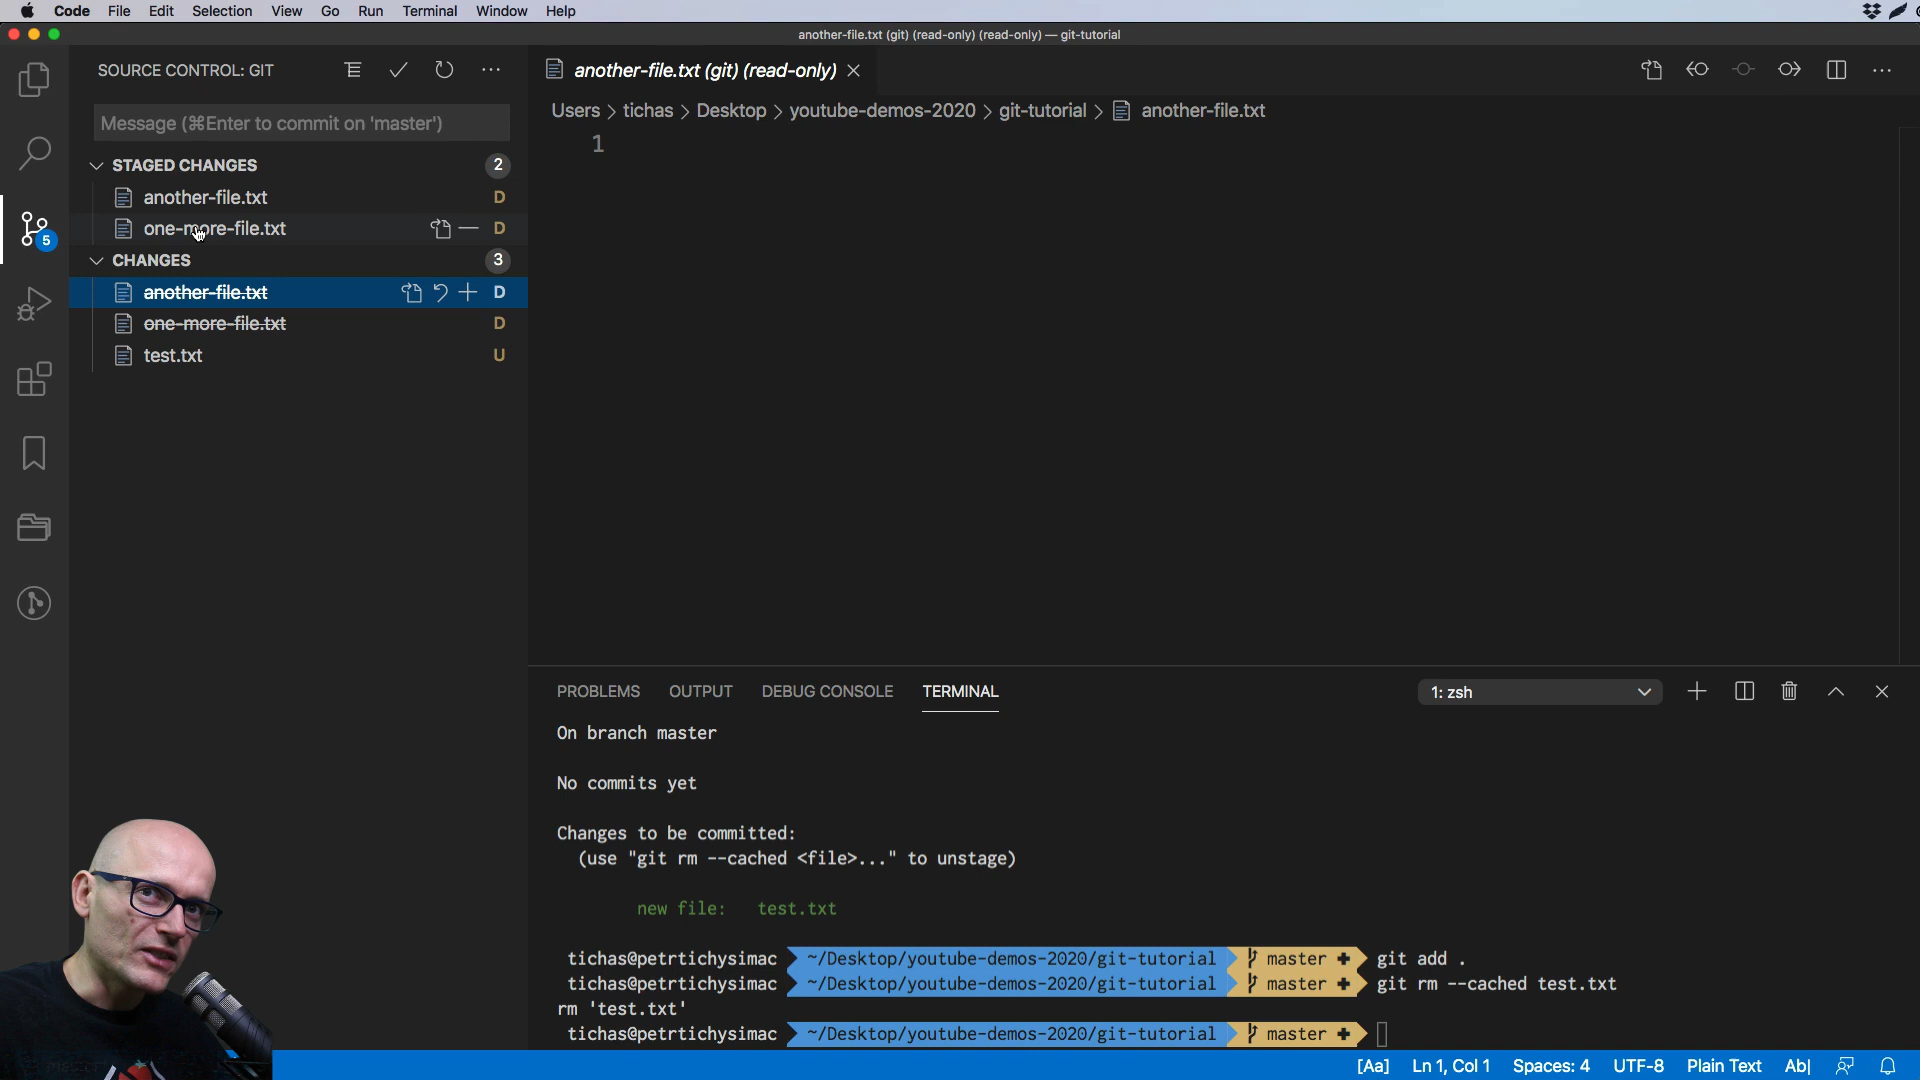 Code File Edit Selection View Go Run Terminal Window Help
another-file.txt (git) (read-only) (read-only) — git-tutorial
SOURCE CONTROL: GIT
another-file.txt (git) (read-only)
Users > tichas > Desktop > youtube-demos-2020 > git-tutorial > another-file.txt
Message (⌘Enter to commit on 'master')
1
STAGED CHANGES 2
another-file.txt D
one-more-file.txt D
5
CHANGES 3
another-file.txt D
one-more-file.txt D
test.txt U
PROBLEMS OUTPUT DEBUG CONSOLE TERMINAL 1: zsh
On branch master
No commits yet
Changes to be committed:
(use "git rm --cached <file>..." to unstage)
new file: test.txt
tichas@petrtichysimac ~/Desktop/youtube-demos-2020/git-tutorial master git add .
tichas@petrtichysimac ~/Desktop/youtube-demos-2020/git-tutorial master git rm --cached test.txt
rm 'test.txt'
tichas@petrtichysimac ~/Desktop/youtube-demos-2020/git-tutorial master
[Aa] Ln 1, Col 1 Spaces: 4 UTF-8 Plain Text Ab|